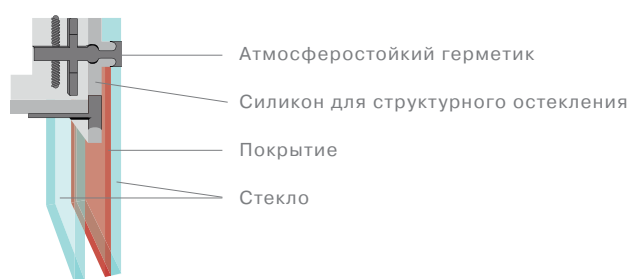 Атмосферостойкий герметик
Силикон для структурного остекления
Покрытие
Стекло